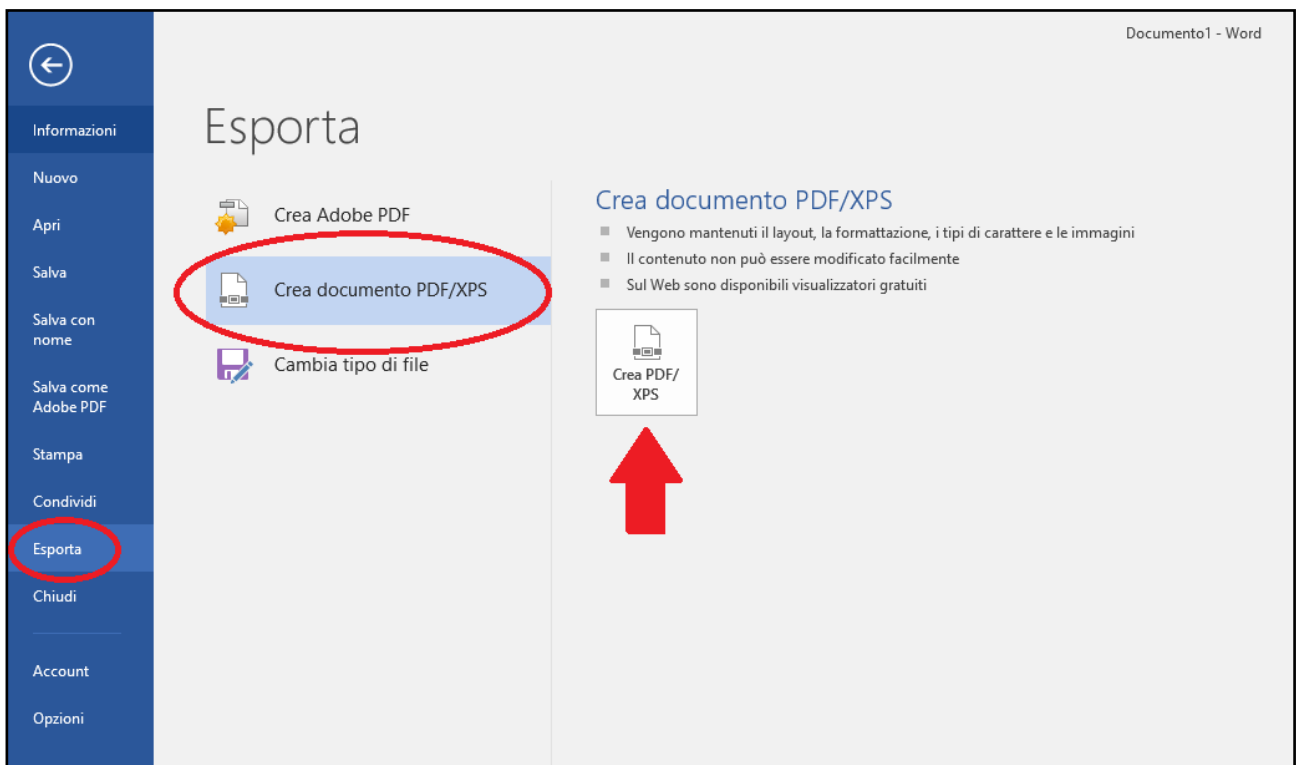 Documento1 - Word
Informazioni
Nuovo
Apri
Salva
Salva con
nome
Salva come
Adobe PDF
Stampa
Condividi
Esporta
Chiudi
Account
Opzioni
Esporta
Crea Adobe PDF
Crea documento PDF/XPS
Cambia tipo di file
Crea documento PDF/XPS
Vengono mantenuti il layout, la formattazione, i tipi di carattere e le immagini
Il contenuto non può essere modificato facilmente
Sul Web sono disponibili visualizzatori gratuiti
Crea PDF/
XPS